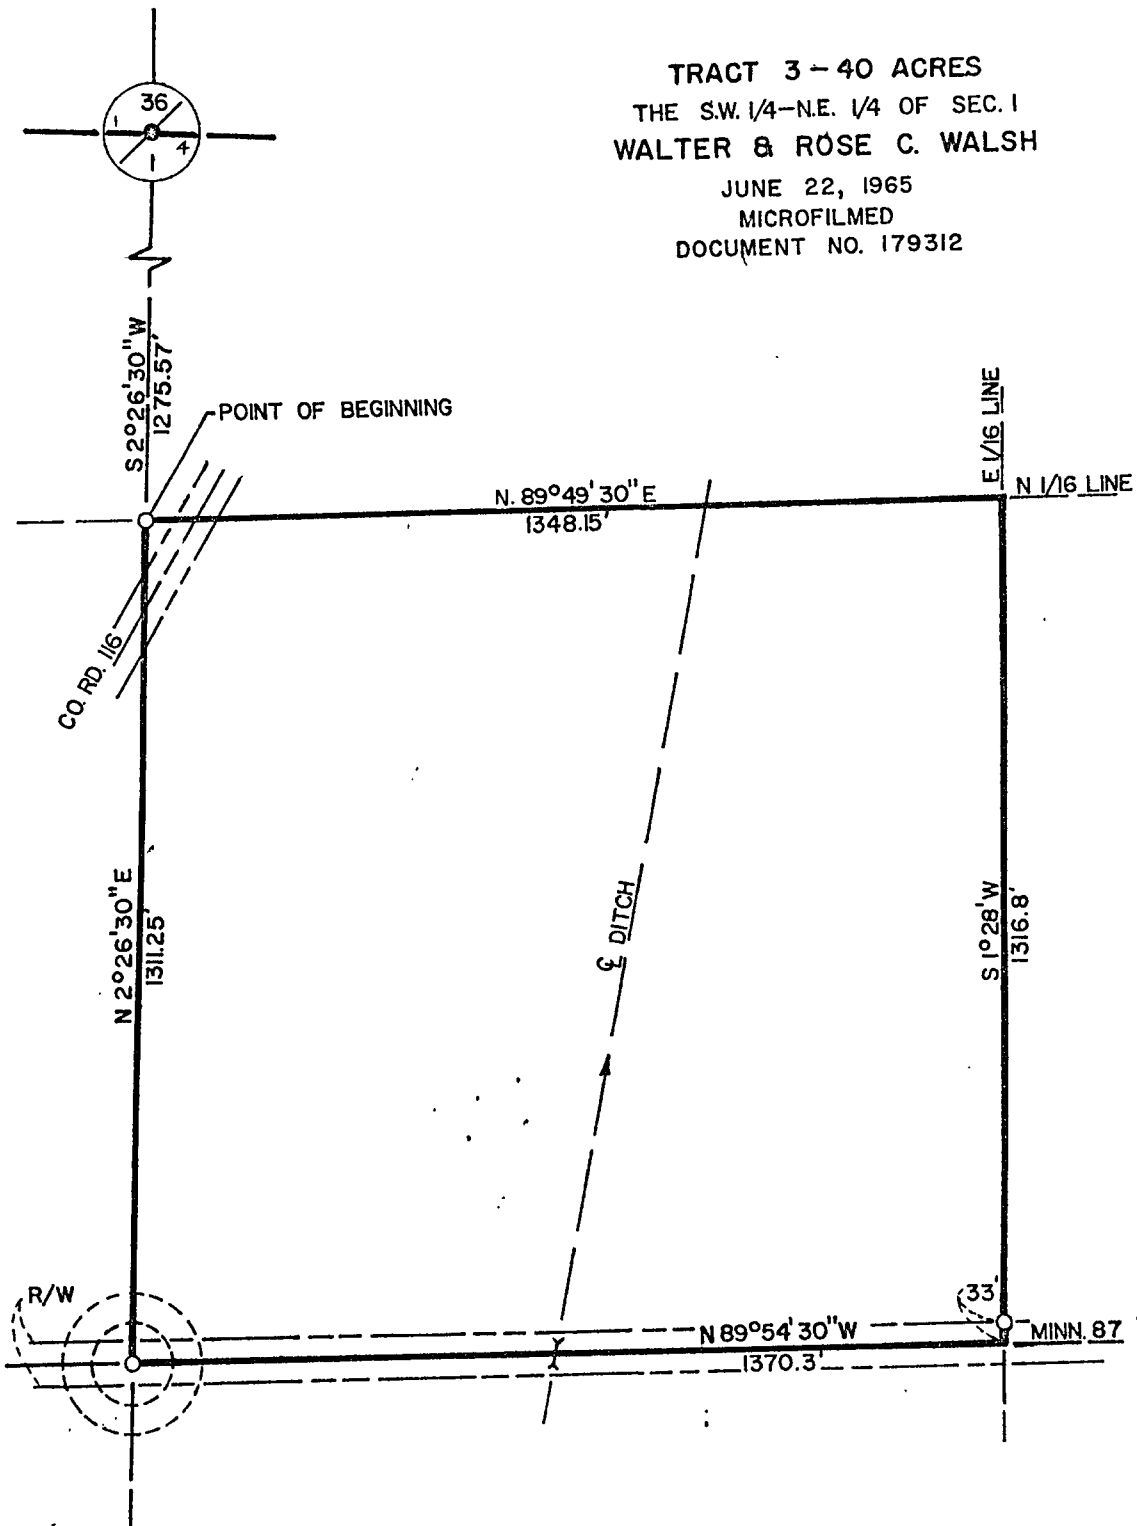 36
1
4
1
TRACT 3 - 40 ACRES
THE S.W. 1/4-N.E. 1/4 OF SEC. 1
WALTER & ROSE C. WALSH
JUNE 22, 1965
MICROFILMED
DOCUMENT NO. 179312
S 2°26'30" W
1275.57'
POINT OF BEGINNING
E 1/16 LINE
N 1/16 LINE
N. 89°49'30" E
1348.15'
CO. RD. 116
N 2°26'30" E
1311.25'
℄ DITCH
S 1°28' W
1316.8'
R/W
33'
N 89°54'30" W
1370.3'
MINN. 87